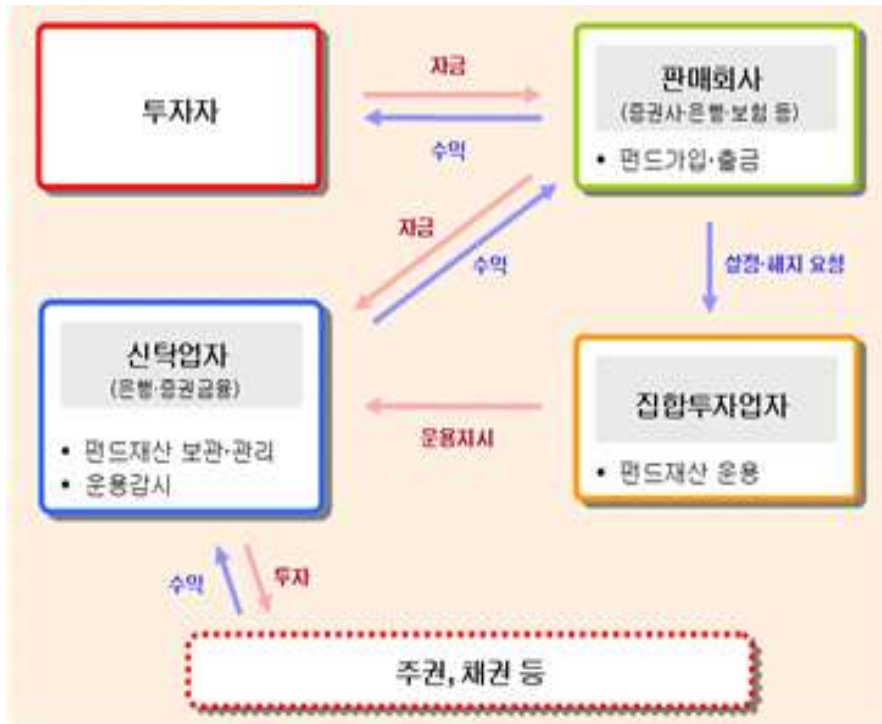 투자자
자금
수익
판매회사
(증권사·은행·보험 등)
• 펀드가입·출금
자금
수익
설정·해지 요청
신탁업자
(은행·증권금융)
• 펀드재산 보관·관리
• 운용감시
운용지시
집합투자업자
• 펀드재산 운용
수익
투자
주권, 채권 등